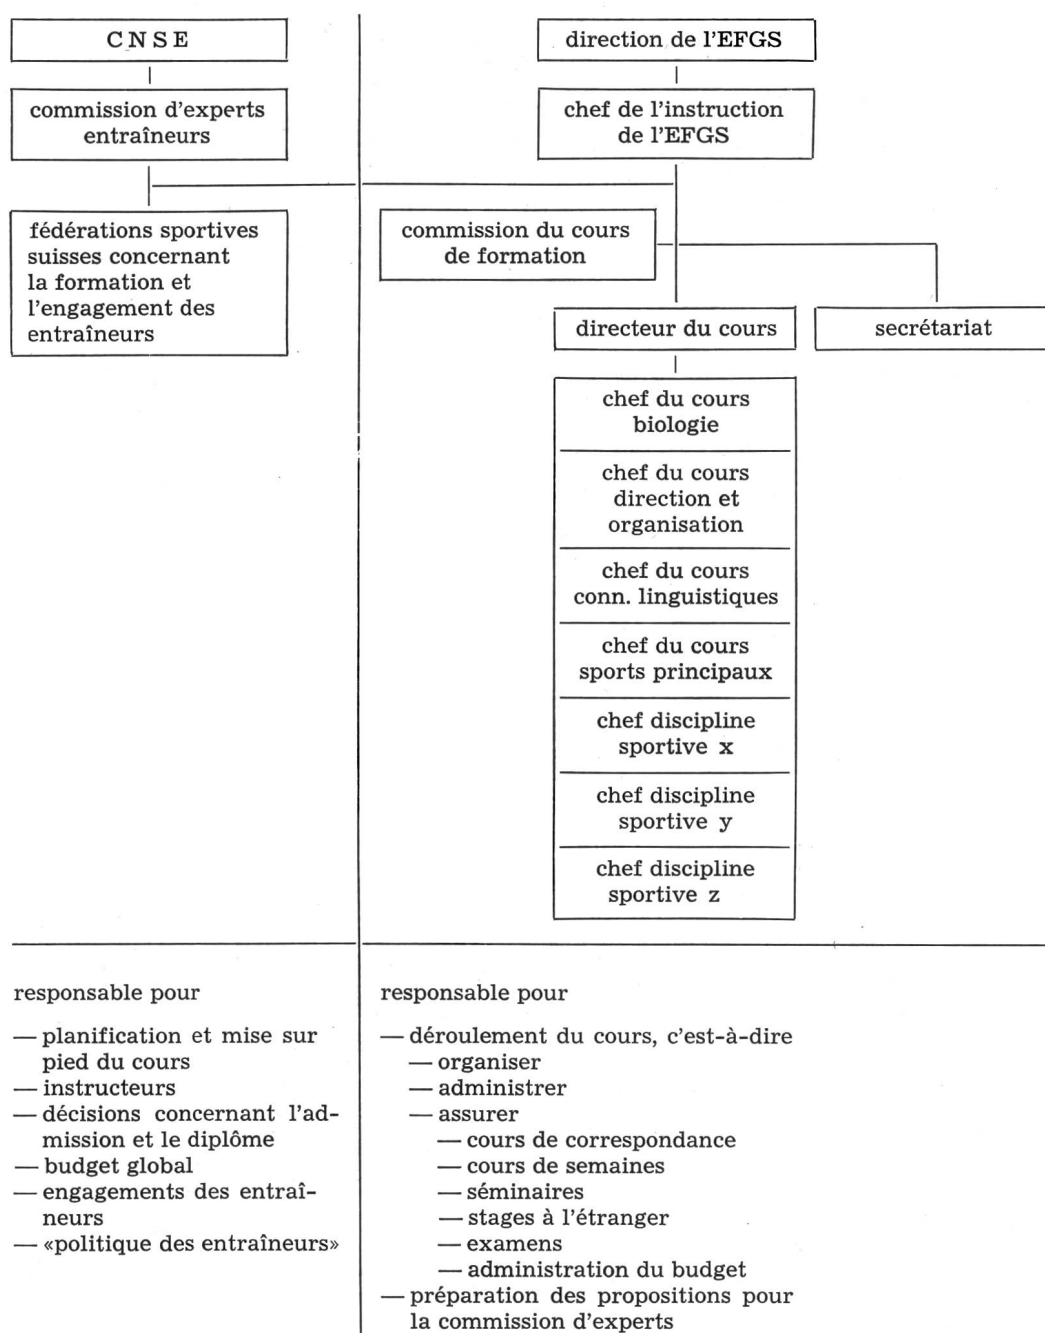 C N S E
commission d'experts
entraîneurs
fédérations sportives
suisses concernant
la formation et
l'engagement des
entraîneurs
direction de l'EFGS
chef de l'instruction
de l'EFGS
commission du cours
de formation
directeur du cours
secrétariat
chef du cours
biologie
chef du cours
direction et
organisation
chef du cours
conn. linguistiques
chef du cours
sports principaux
chef discipline
sportive x
chef discipline
sportive y
chef discipline
sportive z
responsable pour
— planification et mise sur
pied du cours
— instructeurs
— décisions concernant l'ad-
mission et le diplôme
— budget global
— engagements des entraî-
neurs
— «politique des entraîneurs»
responsable pour
— déroulement du cours, c'est-à-dire
— organiser
— administrer
— assurer
— cours de correspondance
— cours de semaines
— séminaires
— stages à l'étranger
— examens
— administration du budget
— préparation des propositions pour
la commission d'experts